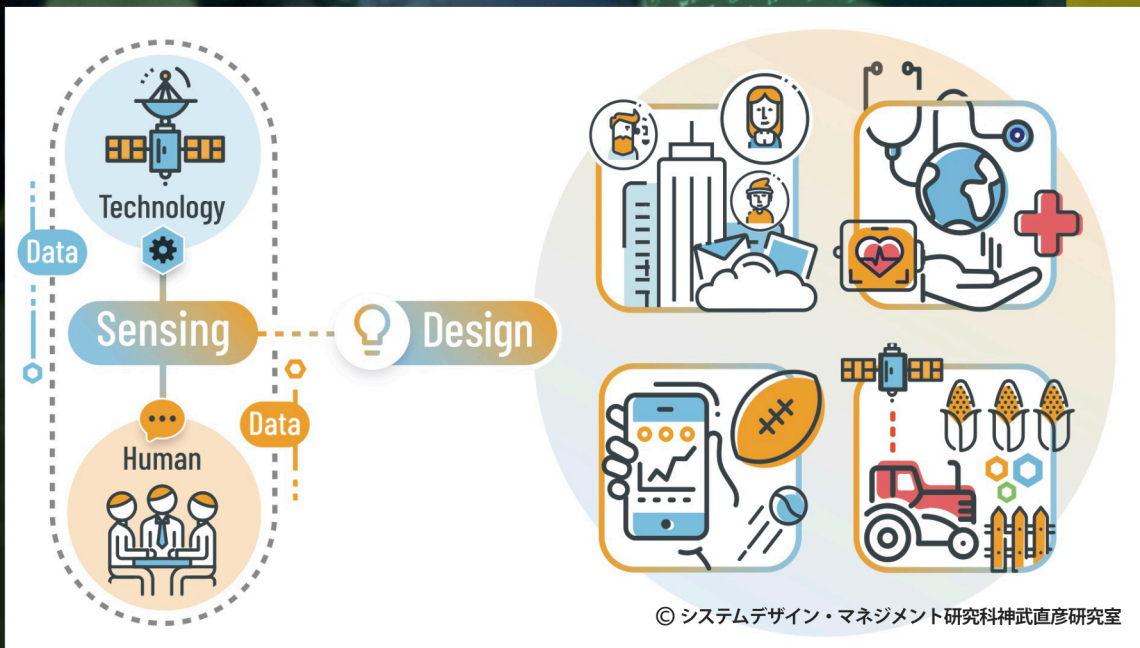 Technology
Data
Sensing
Design
Data
Human
© システムデザイン・マネジメント研究科神武直彦研究室